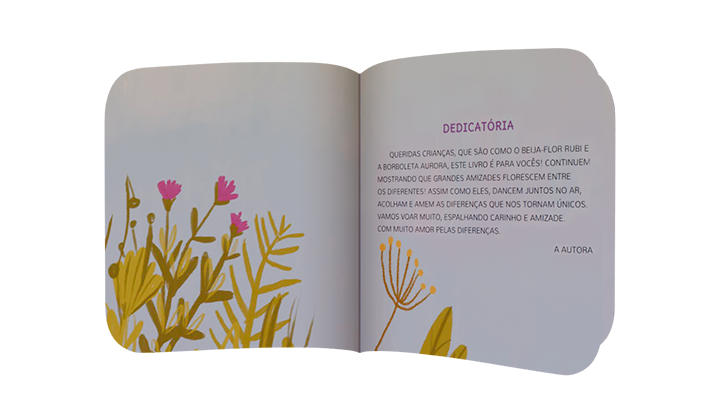 DEDICATÓRIA
QUERIDAS CRIANÇAS, QUE SÃO COMO O BEIJA-FLOR RUBI E
A BORBOLETA AURORA, ESTE LIVRO É PARA VOCÊS! CONTINUEM
MOSTRANDO QUE GRANDES AMIZADES FLORESCEM ENTRE
OS DIFERENTES! ASSIM COMO ELES, DANCEM JUNTOS NO AR,
ACOLHAM E AMEM AS DIFERENÇAS QUE NOS TORNAM ÚNICOS.
VAMOS VOAR MUITO, ESPALHANDO CARINHO E AMIZADE.
COM MUITO AMOR PELAS DIFERENÇAS.
A AUTORA